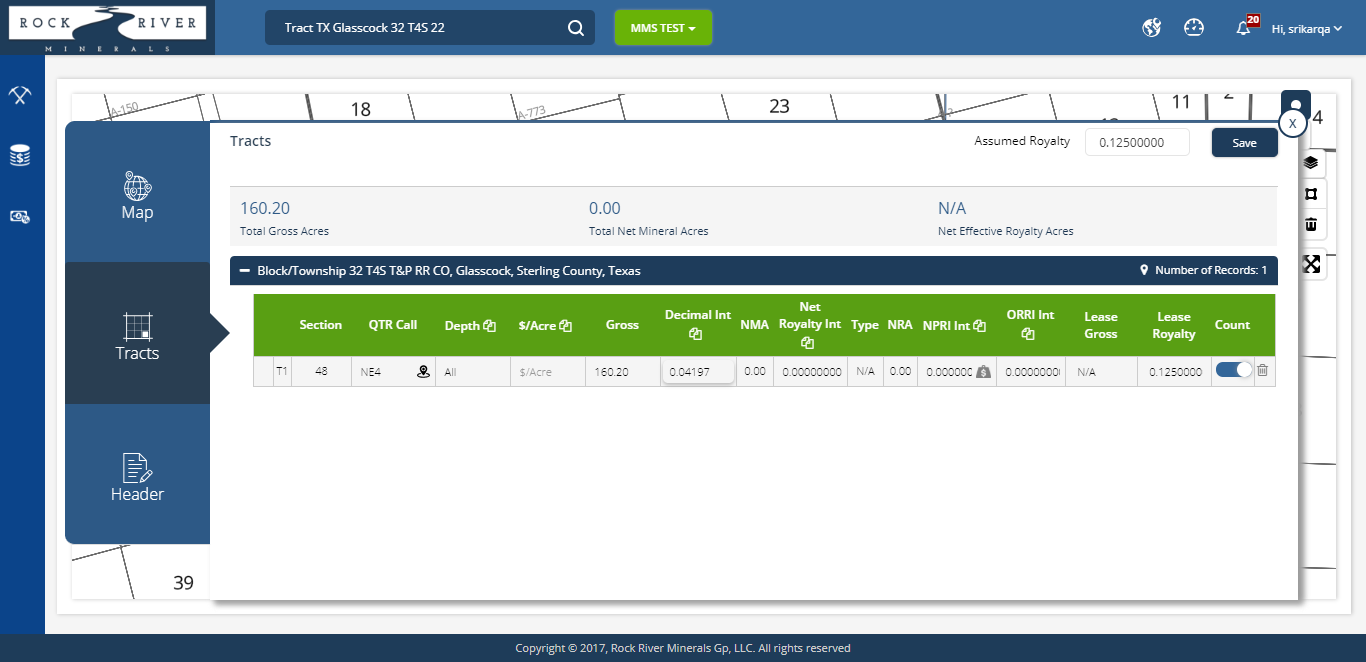 ROCK RIVER
MINERALS
Tract TX Glasscock 32 T4S 22
MMS TEST
20
Hi, srikarqa
A-150
18
A-773
23
11
4
X
Tracts
Assumed Royalty
0.12500000
Save
Map
160.20
0.00
N/A
Total Gross Acres
Total Net Mineral Acres
Net Effective Royalty Acres
Block/Township 32 T4S T&P RR CO, Glasscock, Sterling County, Texas
Number of Records: 1
Section
QTR Call
Depth
$/Acre
Gross
Decimal Int
NMA
Net Royalty Int
Type
NRA
NPRI Int
ORRI Int
Lease Gross
Lease Royalty
Count
T1
48
NE4
All
$/Acre
160.20
0.04197
0.00
0.00000000
N/A
0.00
0.000000
0.0000000
N/A
0.1250000
Tracts
Header
39
Copyright © 2017, Rock River Minerals Gp, LLC. All rights reserved